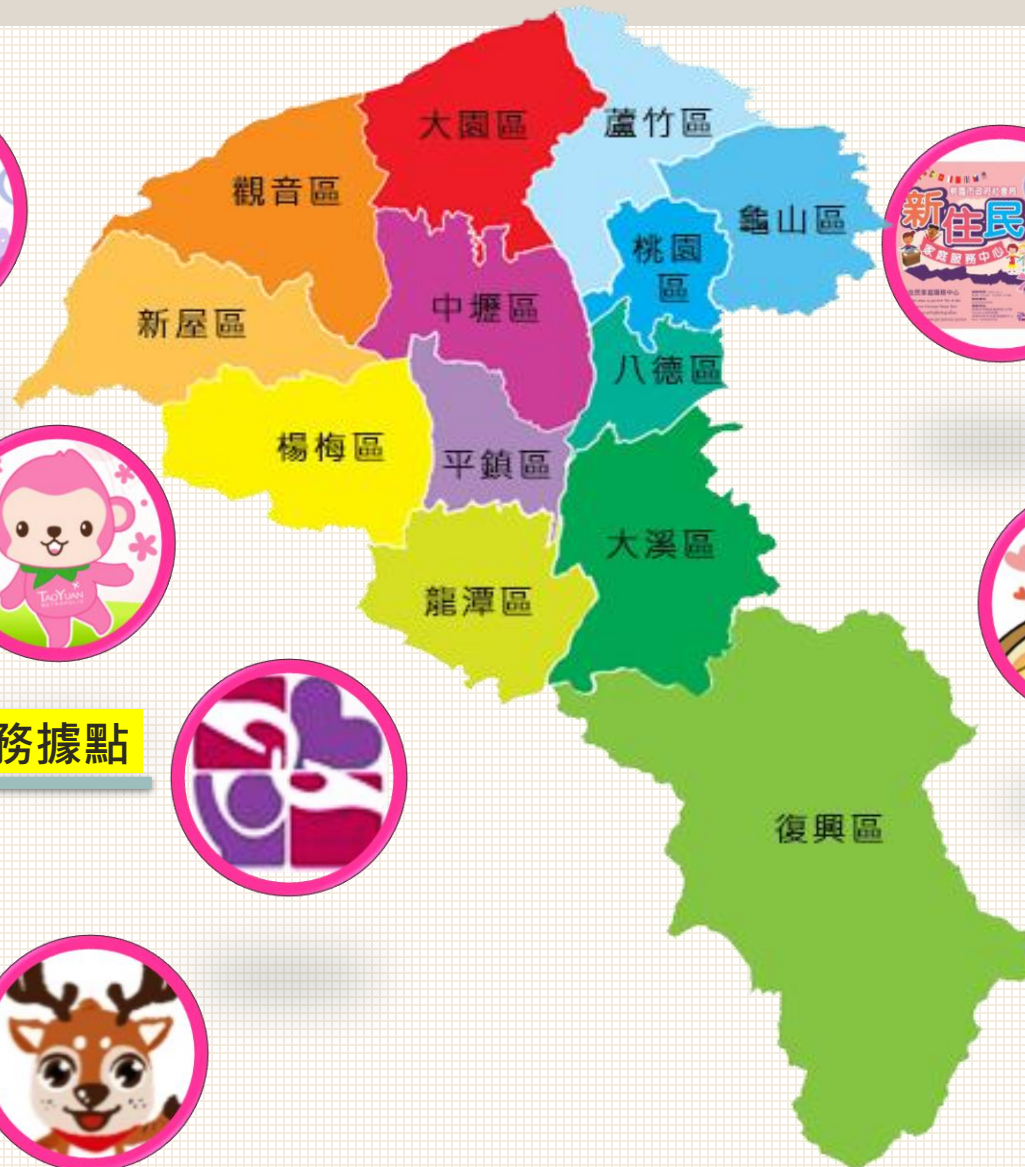 大園區
蘆竹區
觀音區
龜山區
桃園
區
中壢區
新屋區
八德區
楊梅區
平鎮區
大溪區
龍潭區
復興區
務據點
TAOYUAN
新住民
家庭服務中心